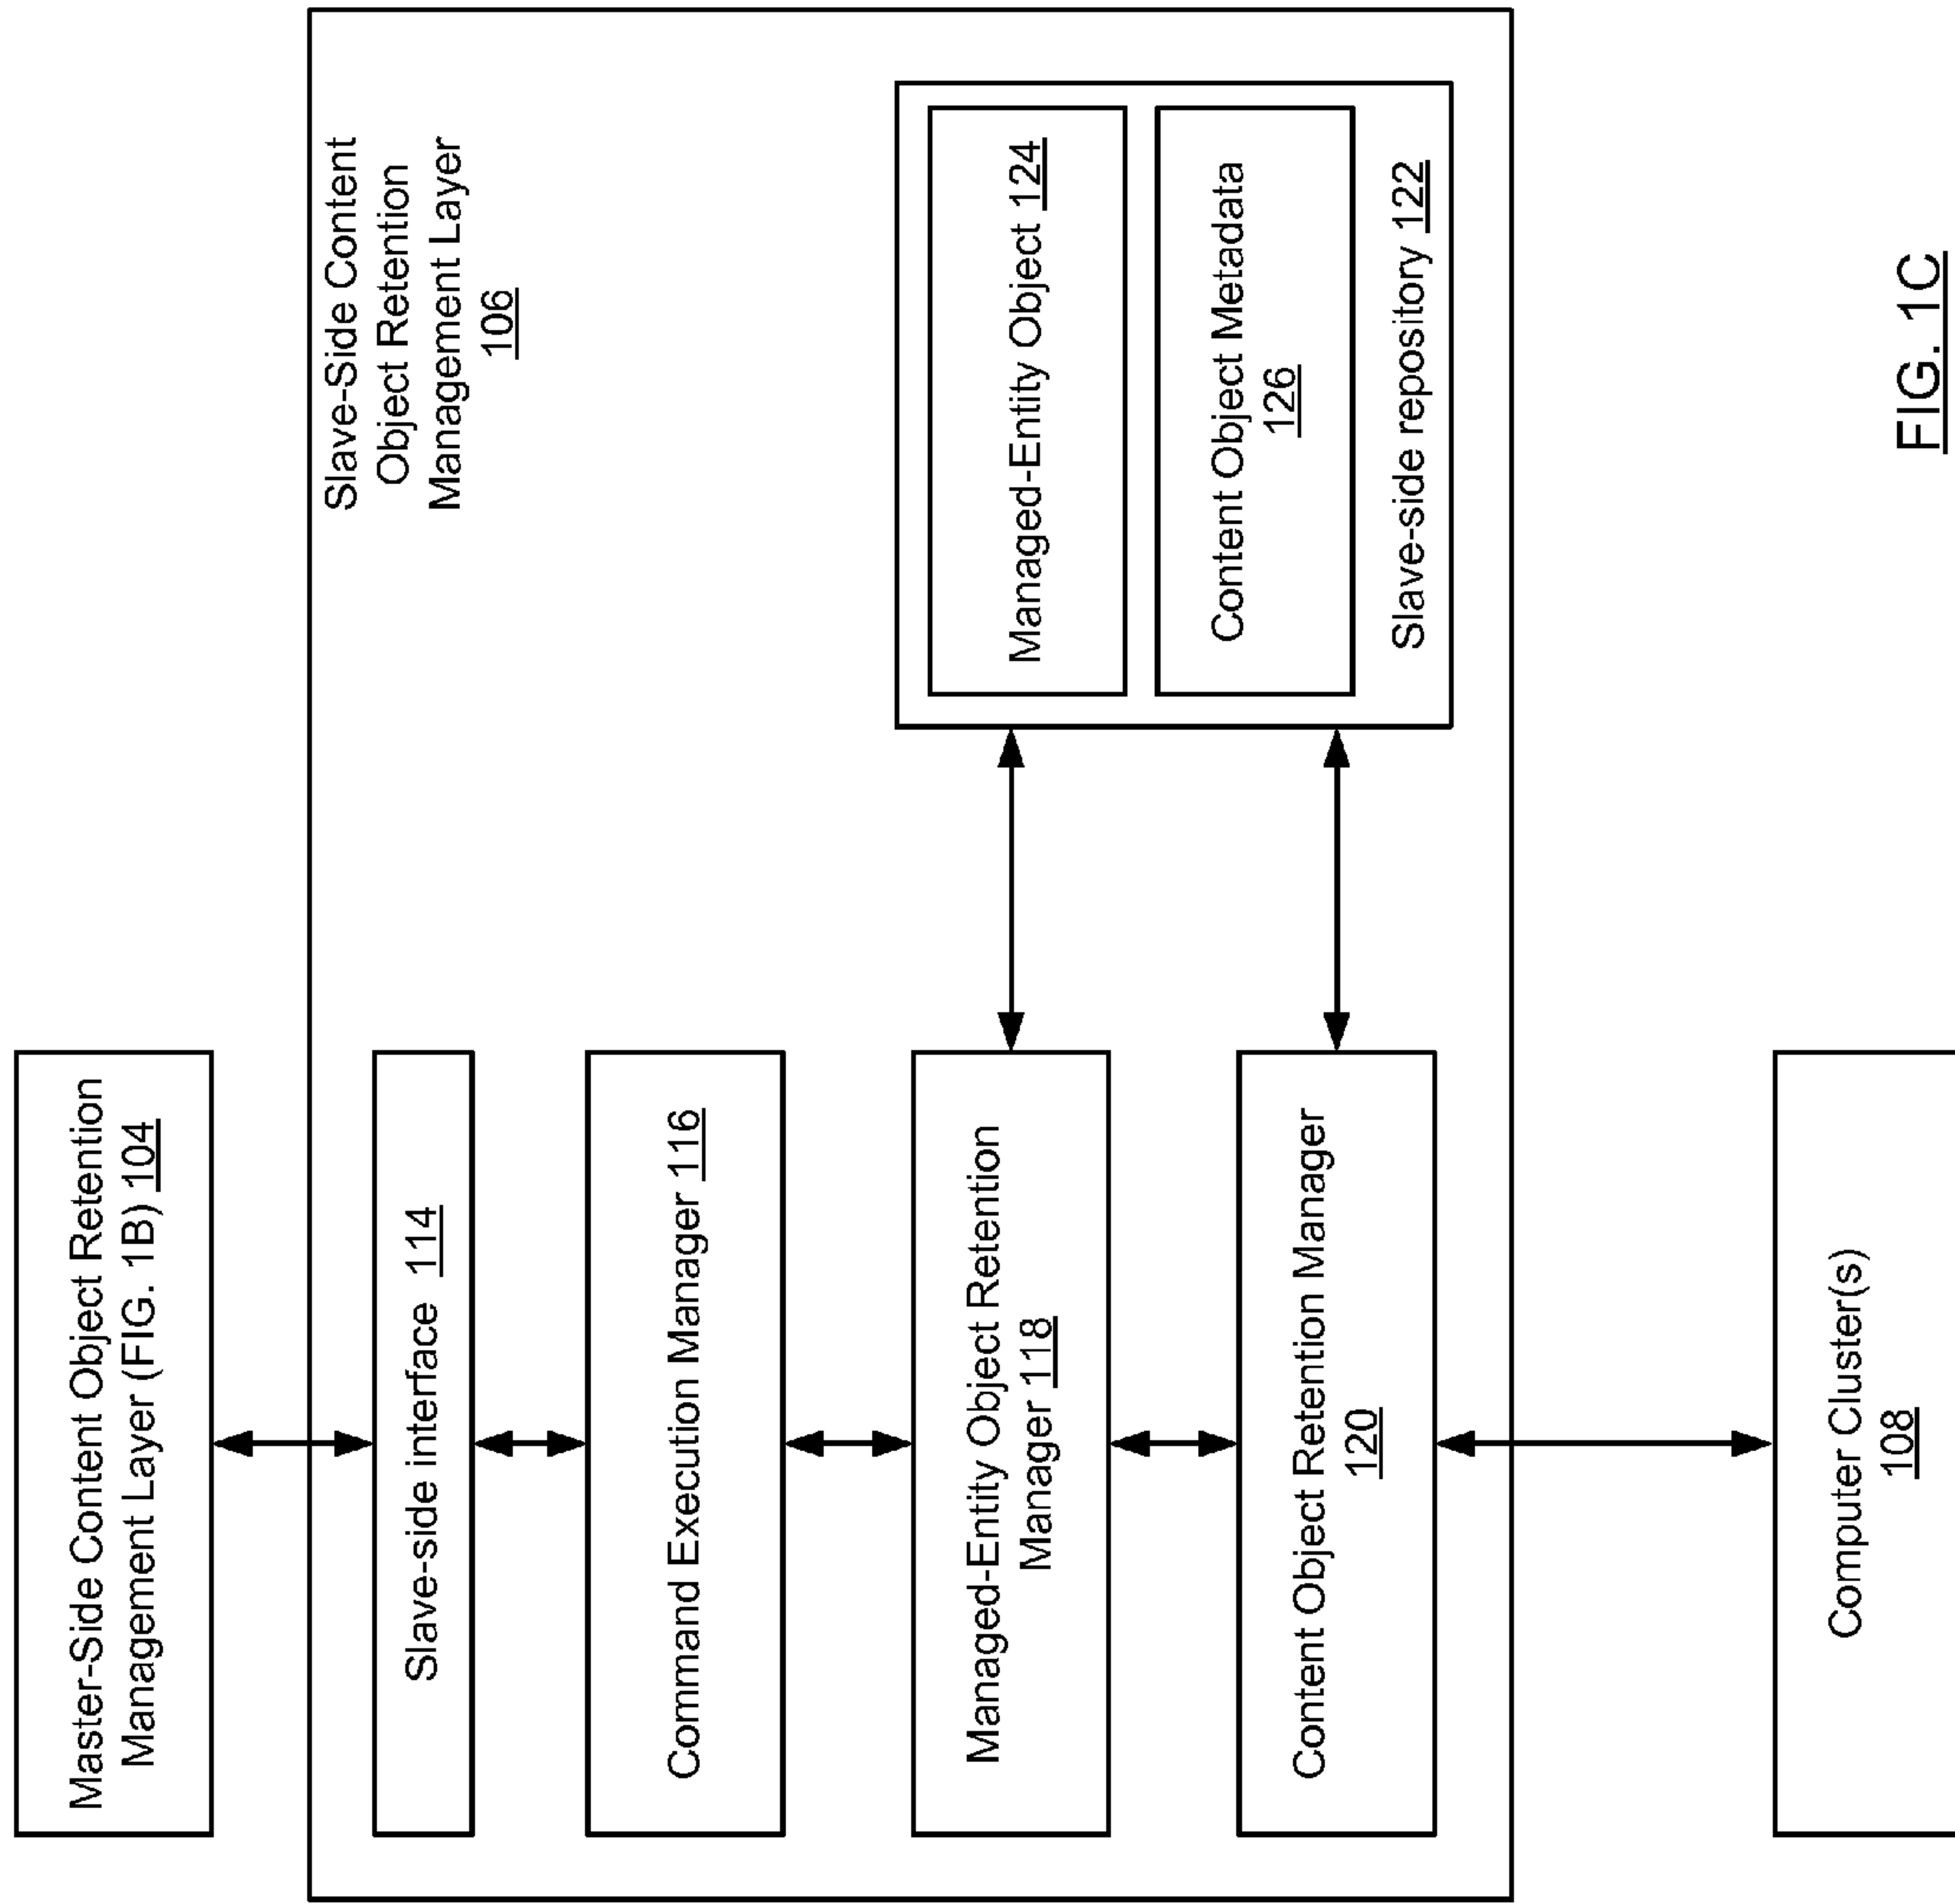 Master-Side Content Object Retention
Management Layer (FIG. 1B) 104
Slave-Side Content
Object Retention
Management Layer
106
Slave-side interface 114
Command Execution Manager 116
Managed-Entity Object Retention
Manager 118
Managed-Entity Object 124
Content Object Retention Manager
120
Content Object Metadata
126
Slave-side repository 122
Computer Cluster(s)
108
FIG. 1C